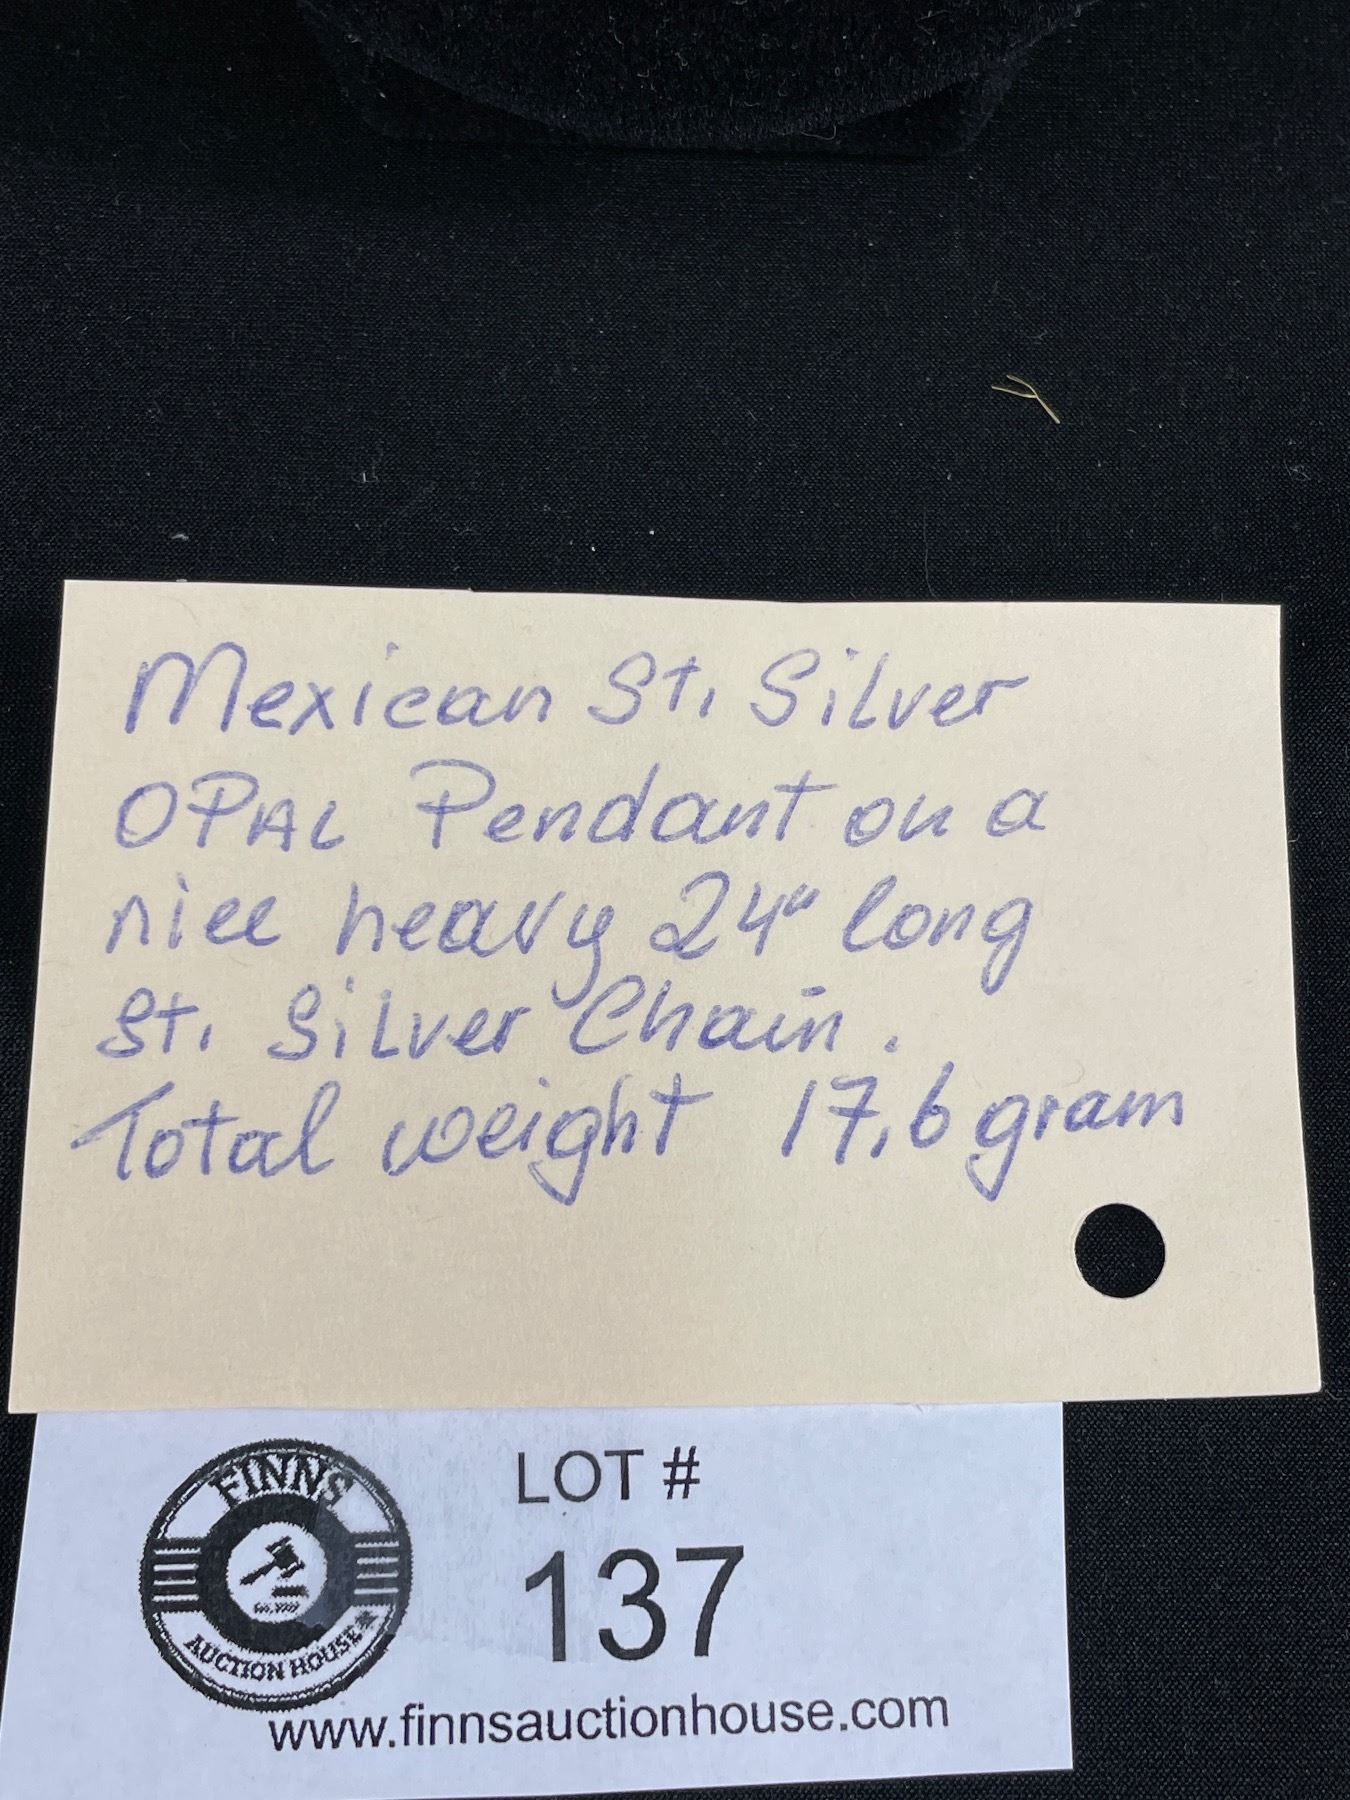 Mexican St. Silver
OPAL Pendant on a
nice heavy 24" long
St. Silver Chain.
Total weight 17,6 gram
LOT #
137
FINNS
AUCTION HOUSE
www.finnsauctionhouse.com